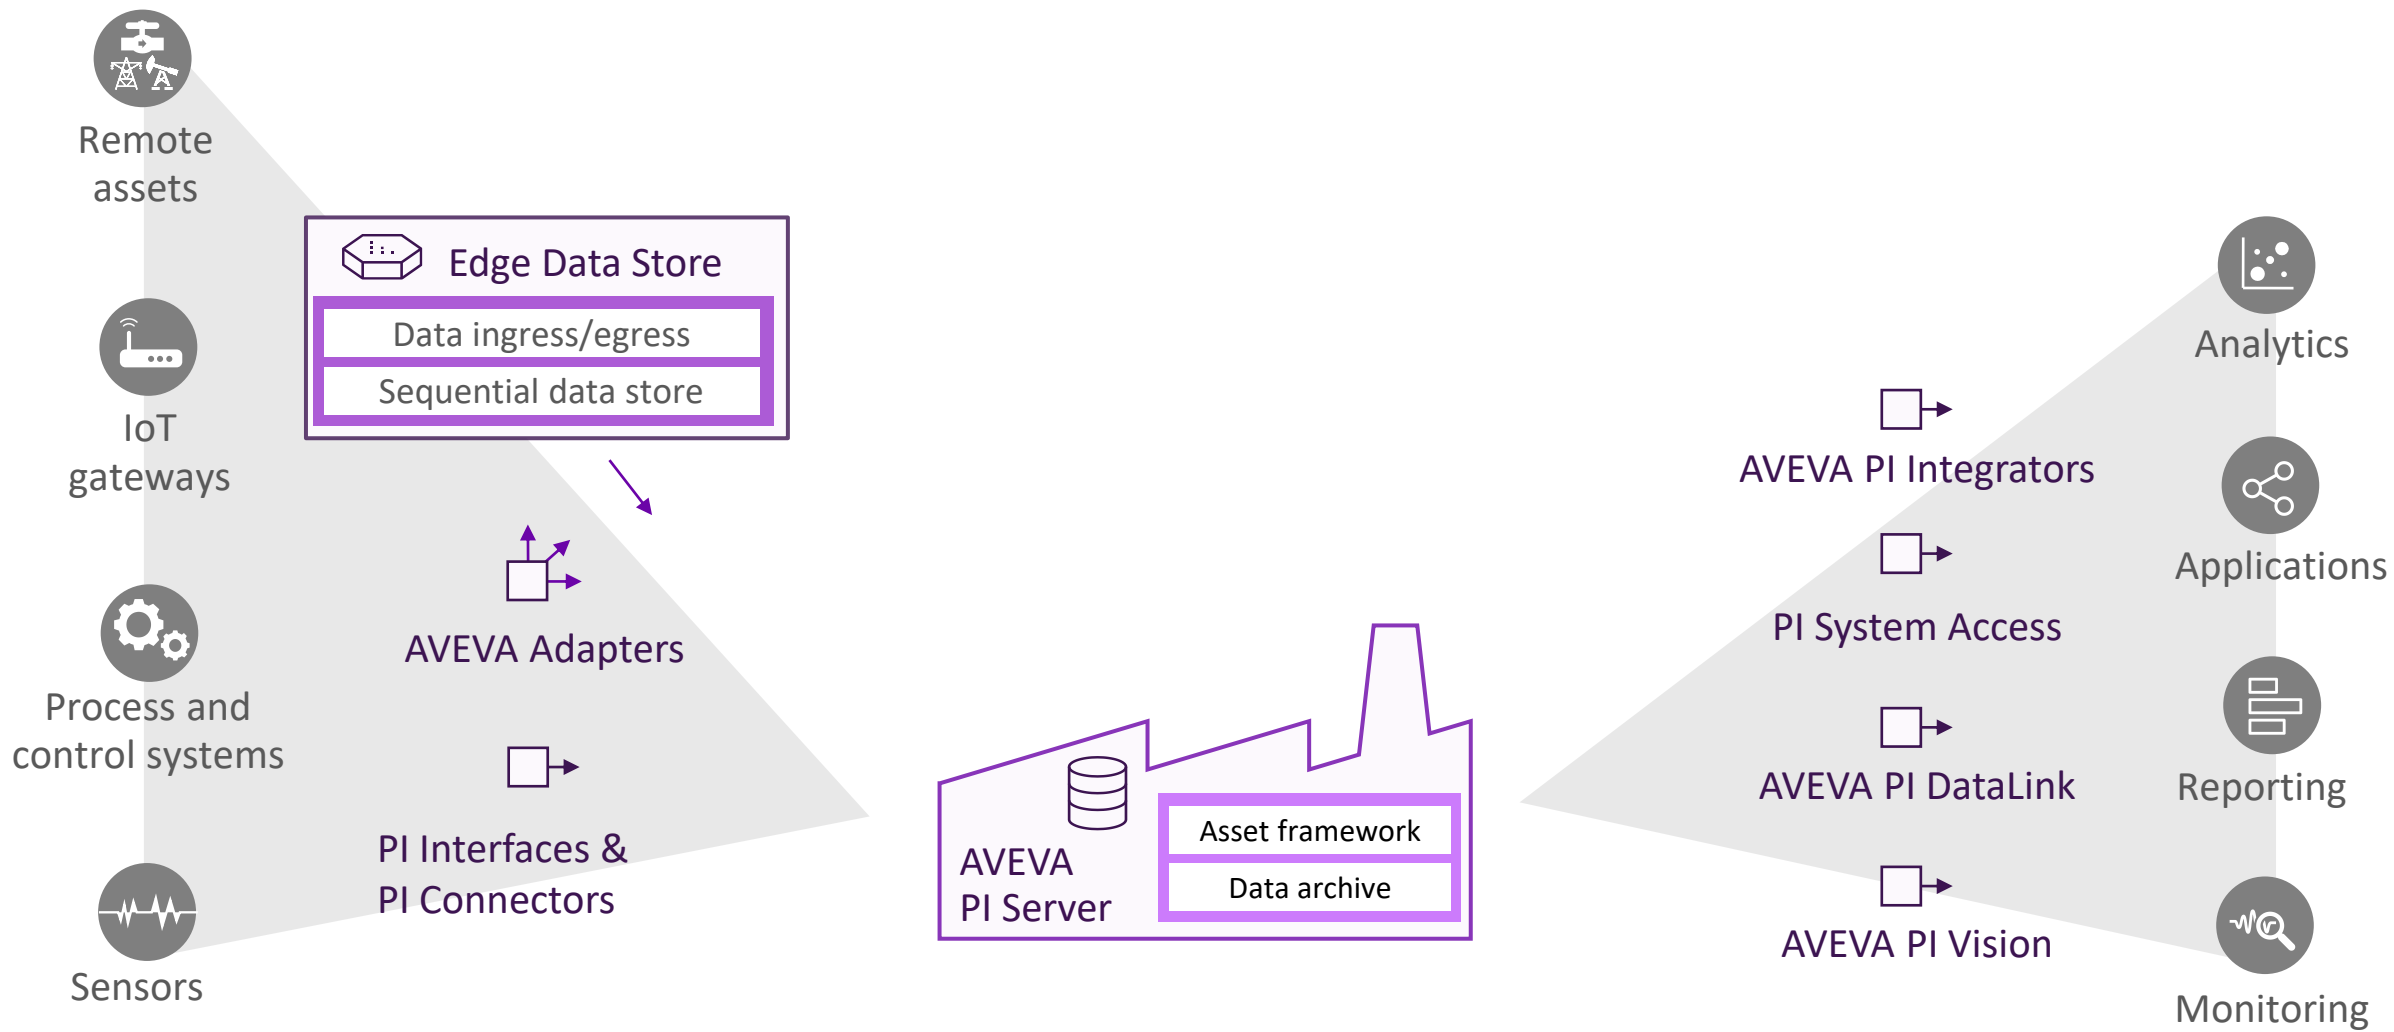 Remote
assets
IoT
gateways
Process and
control systems
Sensors
Edge Data Store
Data ingress/egress
Sequential data store
AVEVA Adapters
PI Interfaces &
PI Connectors
AVEVA
PI Server
Asset framework
Data archive
AVEVA PI Integrators
PI System Access
AVEVA PI DataLink
AVEVA PI Vision
Analytics
Applications
Reporting
Monitoring